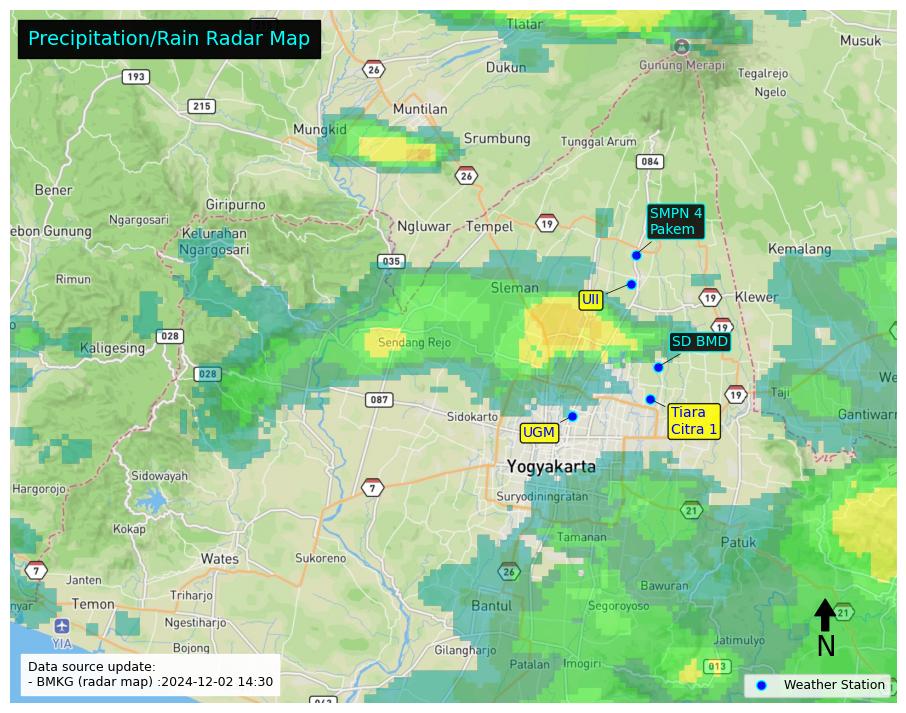 Precipitation/Rain Radar Map
Tlatar
Musuk
193
26
Dukun
Gunung Merapi
Tegalrejo
Ngelo
215
Muntilan
Mungkid
Srumbung
Tunggal Arum
084
26
Bener
Giripurno
Ngargosari
SMPN 4
Pakem
ebon Gunung
Kelurahan
Ngargosari
Ngluwar
Tempel
19
Kemalang
035
Rimun
Sleman
UII
19
Klewer
19
028
Kaligesing
Sendang Rejo
SD BMD
028
087
19
Taji
We
Sidokarto
Tiara
Citra 1
Gantiwarn
UGM
Yogyakarta
Sidowayah
Hargorojo
7
Suryodiningratan
21
Kokap
Tamanan
Patuk
Wates
Sukoreno
7
Janten
26
Bawuran
nyar
Temon
Triharjo
Bantul
Segoroyoso
21
Ngestiharjo
YIA
Bojong
Gilangharjo
Jatimulyo
N
Patalan
Imogiri
013
Data source update:
- BMKG (radar map) :2024-12-02 14:30
Weather Station